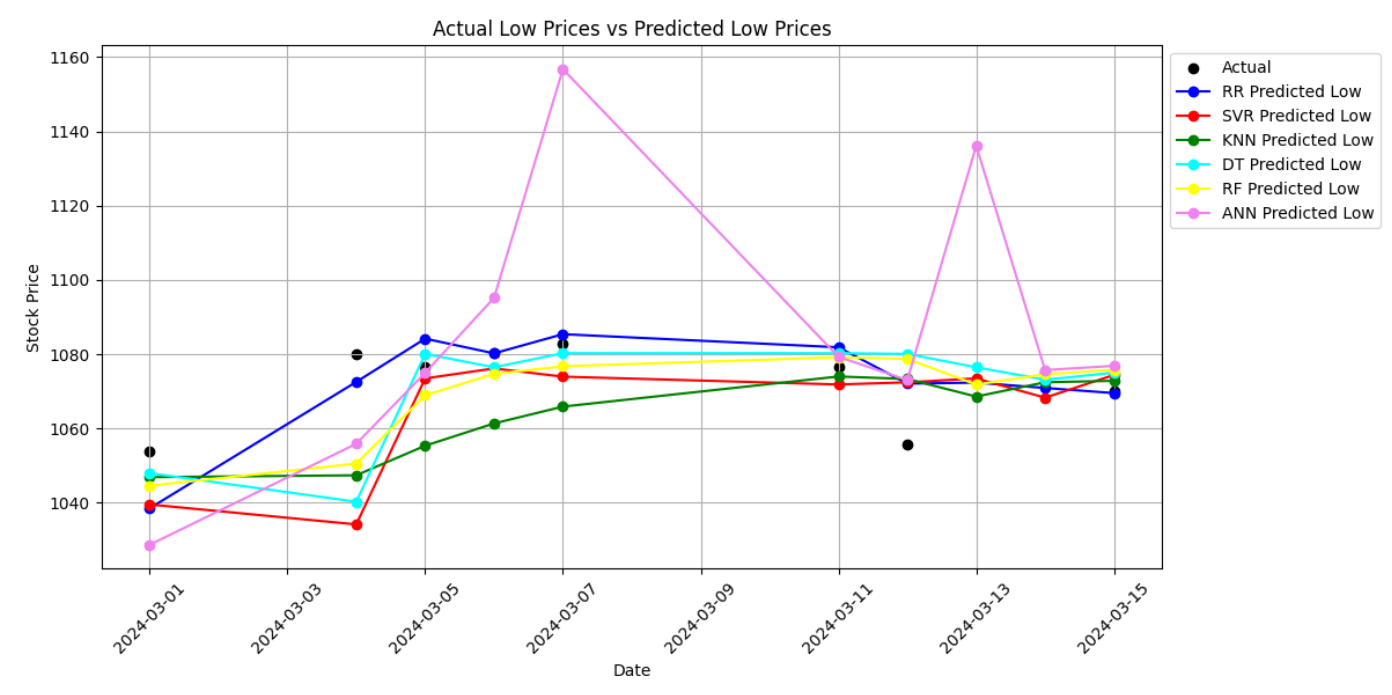 Actual Low Prices vs Predicted Low Prices
1160
1140
1120
1100
1080
1060
1040
Stock Price
2024-03-01
2024-03-03
2024-03-05
2024-03-07
2024-03-09
2024-03-11
2024-03-13
2024-03-15
Date
Actual
RR Predicted Low
SVR Predicted Low
KNN Predicted Low
DT Predicted Low
RF Predicted Low
ANN Predicted Low